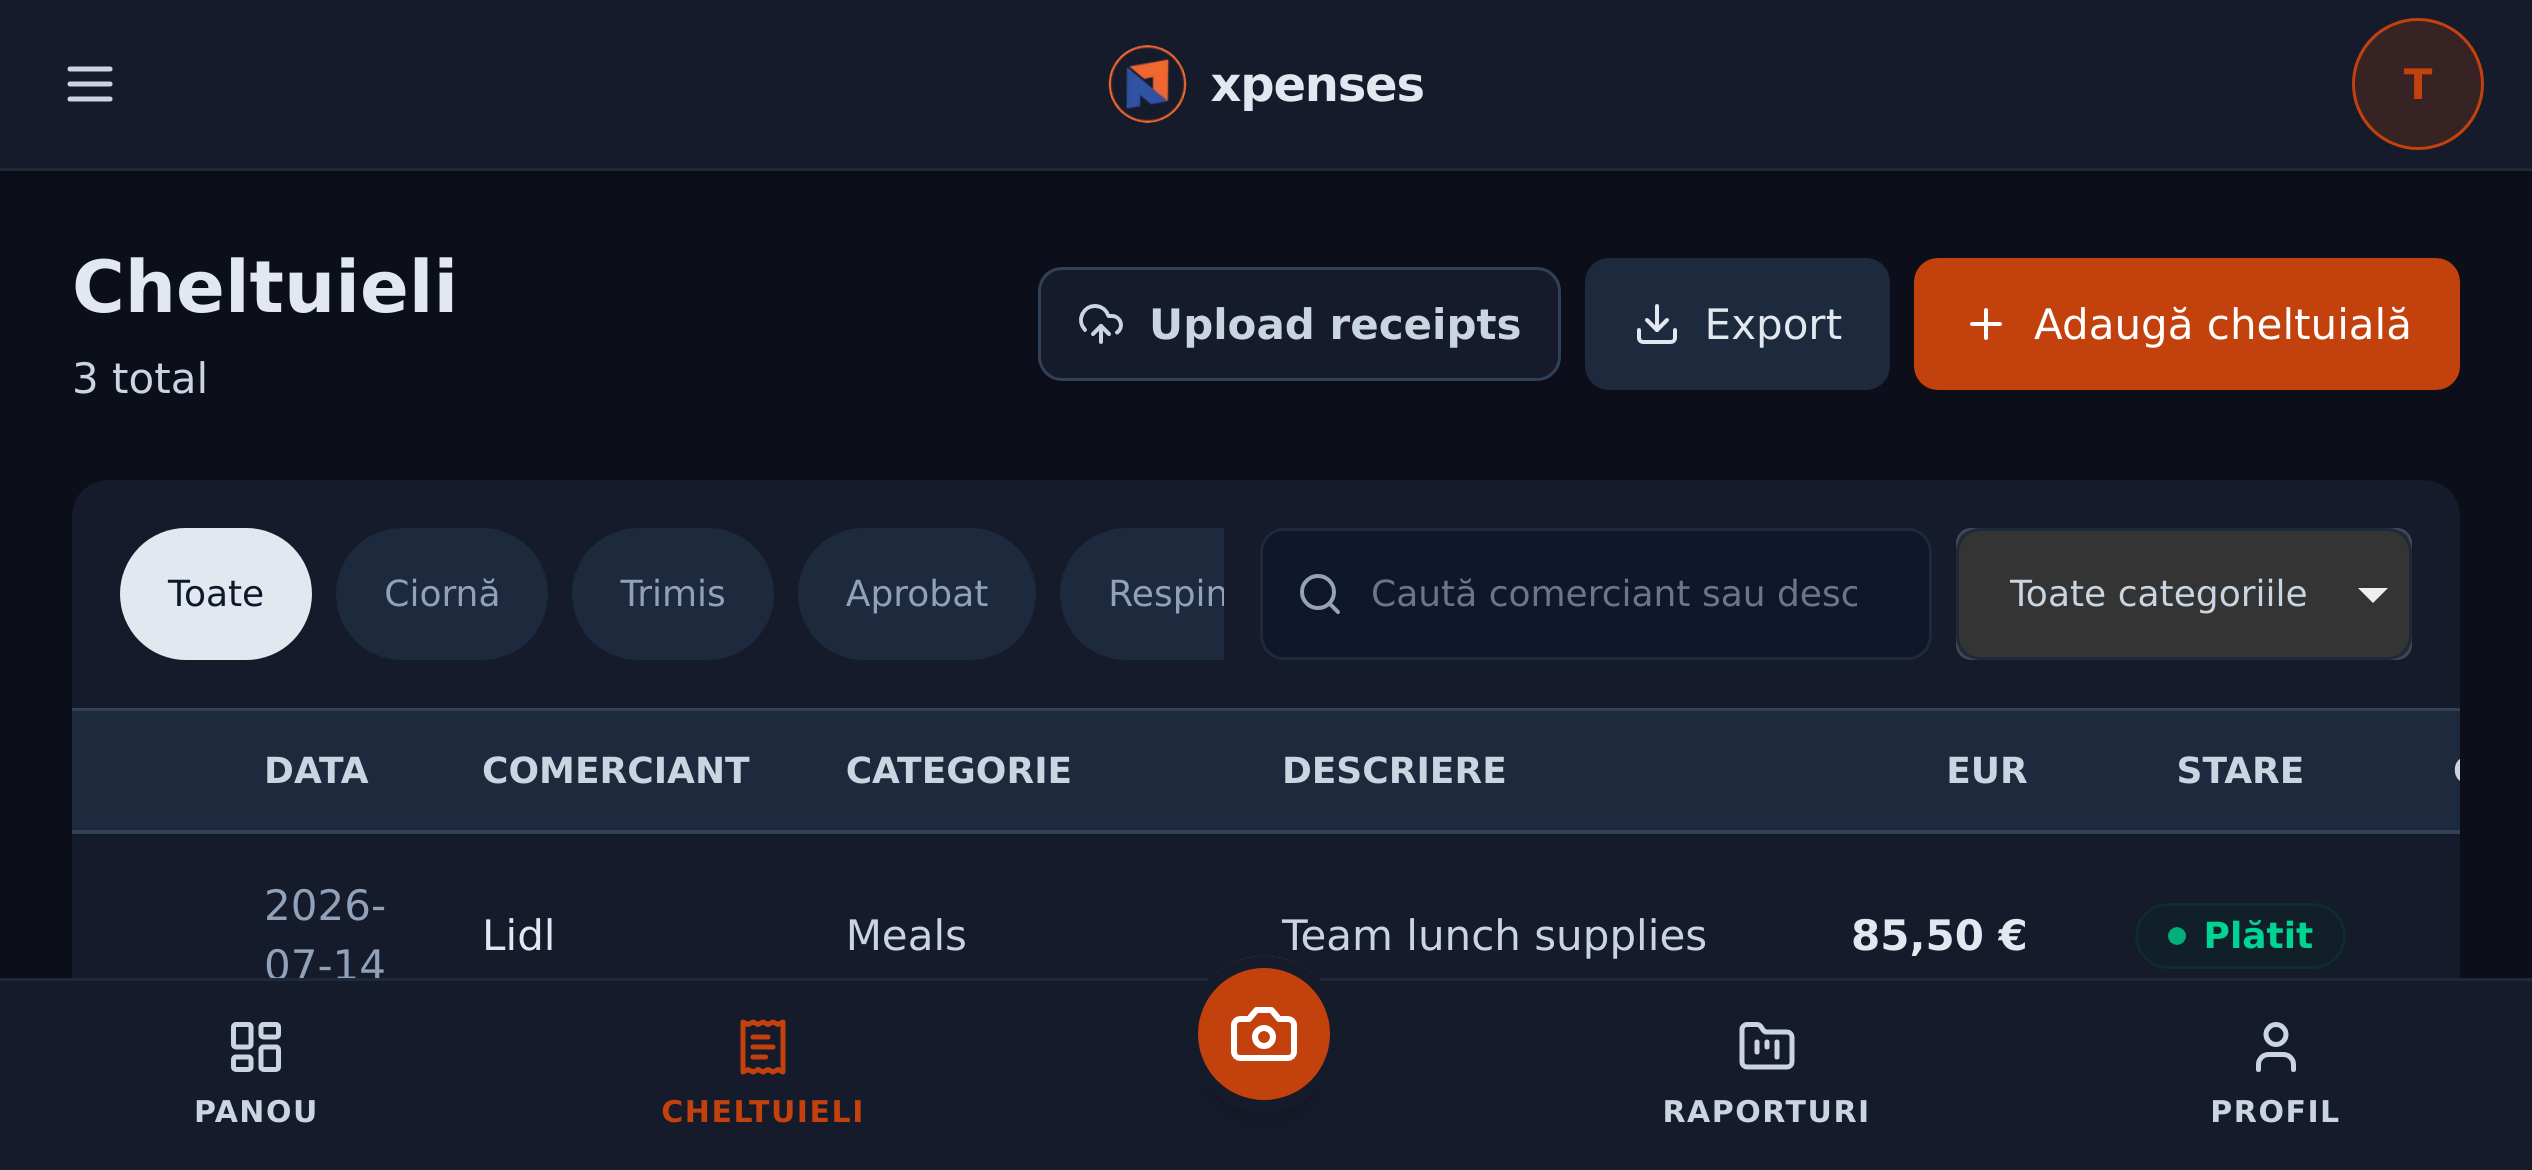 xpenses
T
Cheltuieli
3 total
Upload receipts
Export
Adaugă cheltuială
Toate
Ciornă
Trimis
Aprobat
Respin
Caută comerciant sau desc
Toate categoriile
DATA COMERCIANT CATEGORIE DESCRIERE EUR STARE
2026-
07-14
Lidl Meals Team lunch supplies 85,50 € Plătit
PANOU CHELTUIELI RAPORTURI PROFIL